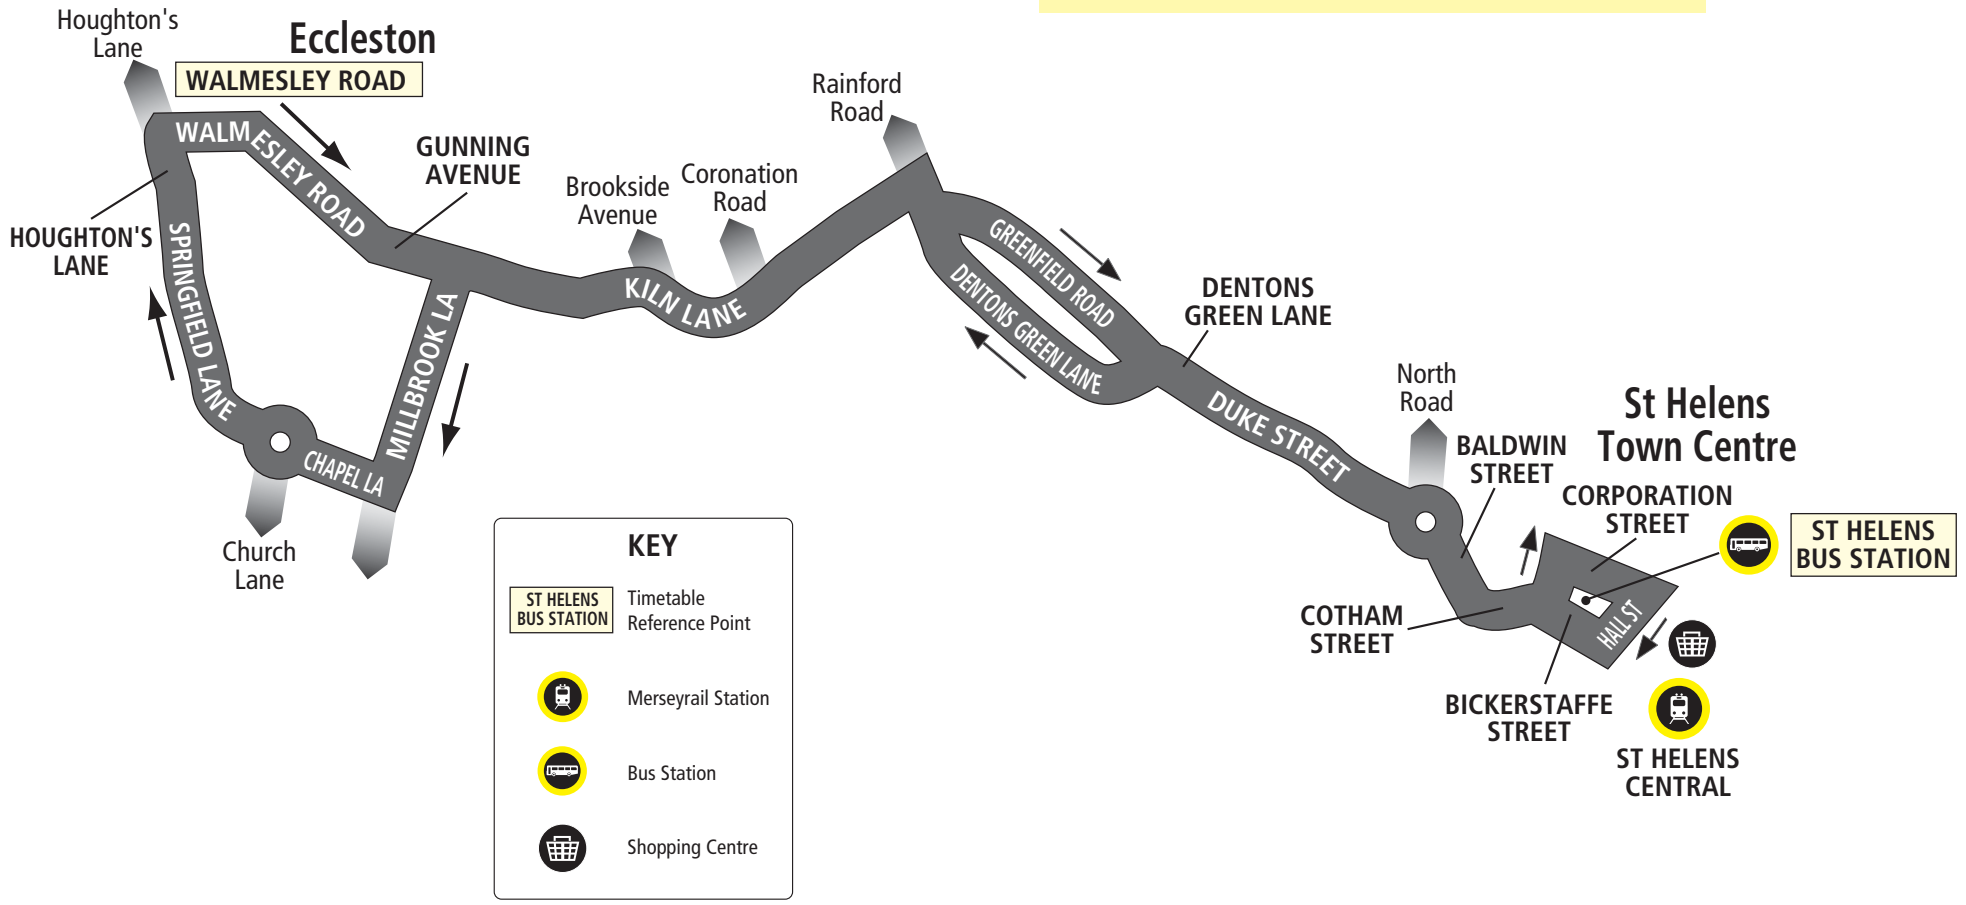 Houghton's
Lane
Eccleston
WALMESLEY ROAD
WALMESLEY ROAD
GUNNING
AVENUE
HOUGHTON'S
LANE
SPRINGFIELD LANE
CHAPEL LA
MILLBROOK LA
Church
Lane
Brookside
Avenue
Coronation
Road
KILN LANE
Rainford
Road
GREENFIELD ROAD
DENTONS GREEN LANE
DENTONS
GREEN LANE
DUKE STREET
North
Road
BALDWIN
STREET
St Helens
Town Centre
CORPORATION
STREET
ST HELENS
BUS STATION
COTHAM
STREET
HALL ST
BICKERSTAFFE
STREET
ST HELENS
CENTRAL
KEY
ST HELENS
BUS STATION
Timetable
Reference Point
Merseyrail Station
Bus Station
Shopping Centre